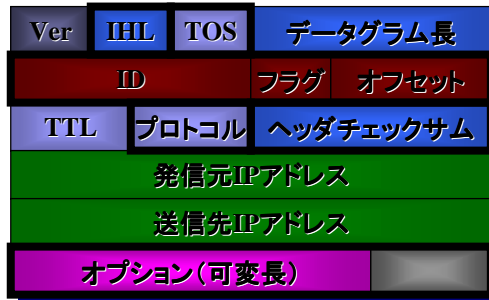 Ver IHL TOS データグラム長
ID フラグ オフセット
TTL プロトコル ヘッダチェックサム
発信元IPアドレス
送信先IPアドレス
オプション(可変長)